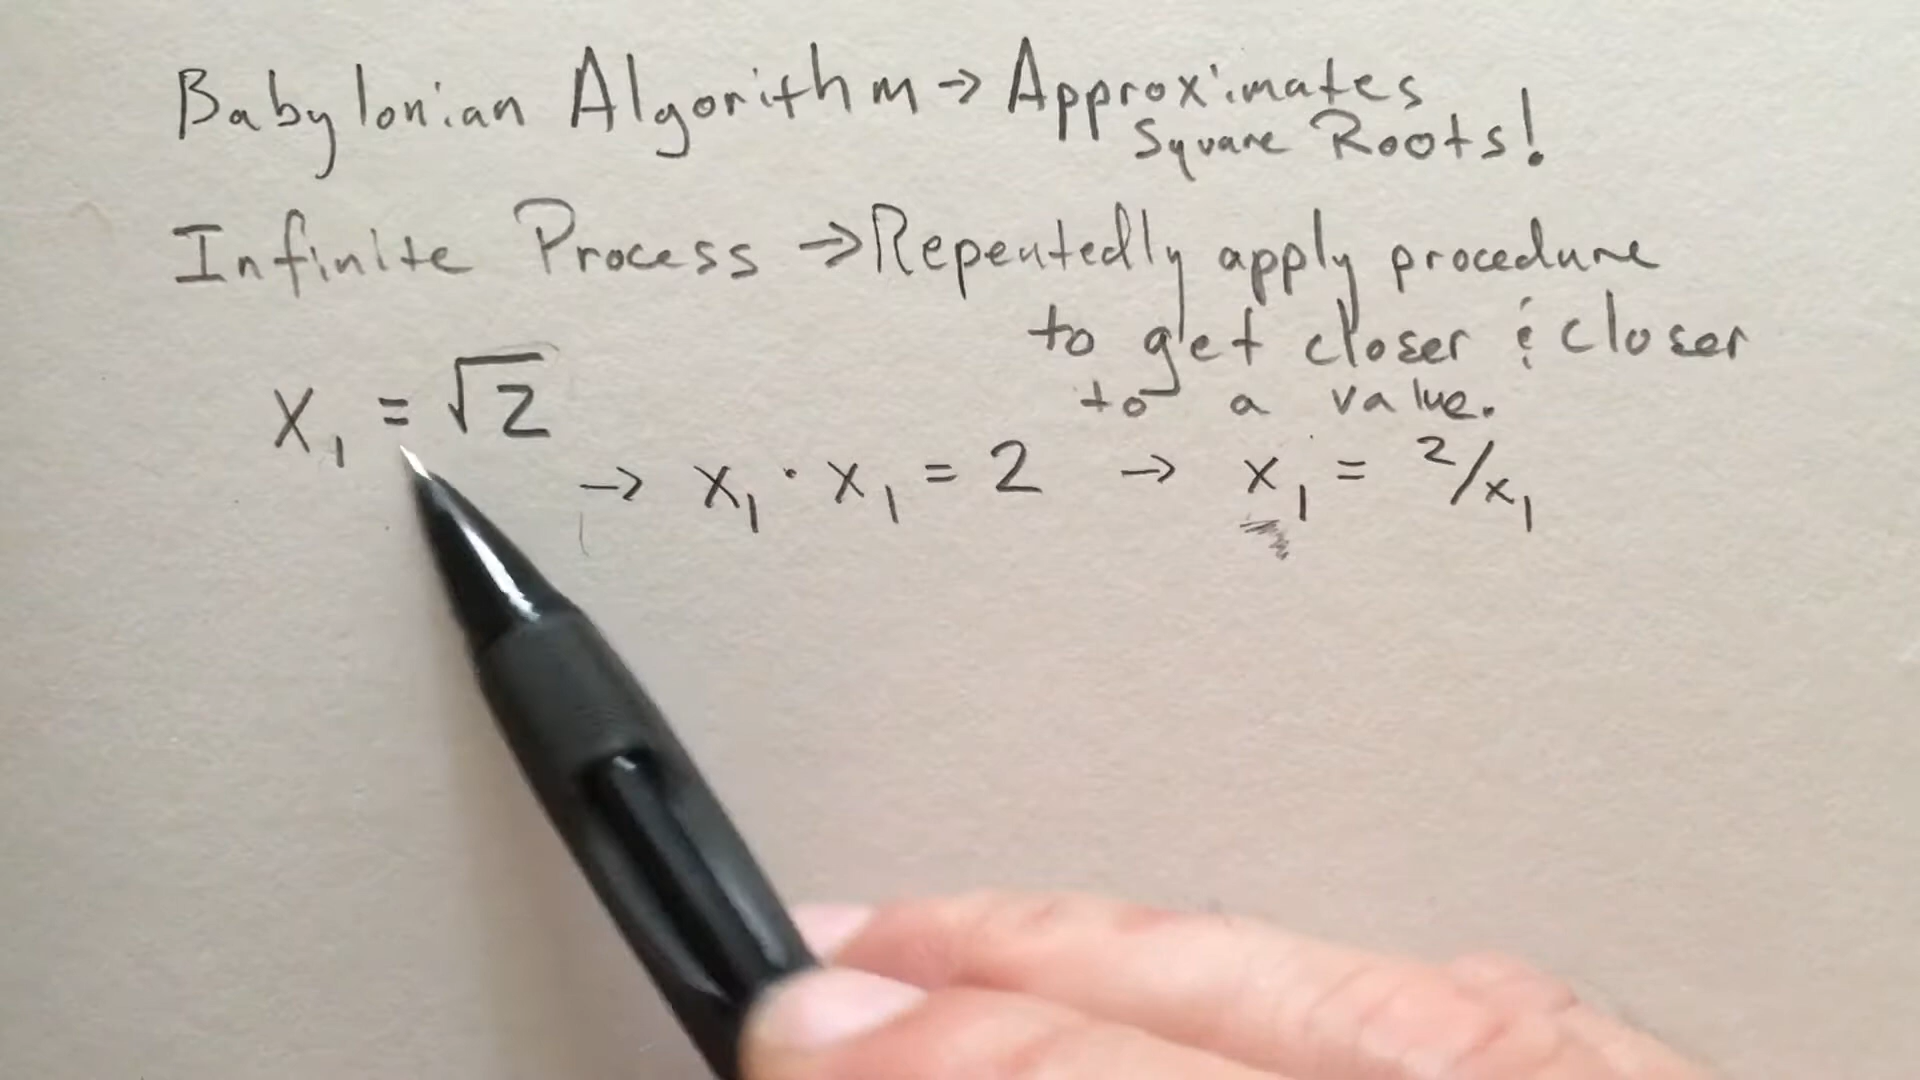 Babylonian Algorithm → Approximates
Square Roots!
Infinite Process → Repeatedly apply procedure
to get closer & closer
to a value.
x₁ = √2
→ x₁ · x₁ = 2 → x₁ = 2/x₁